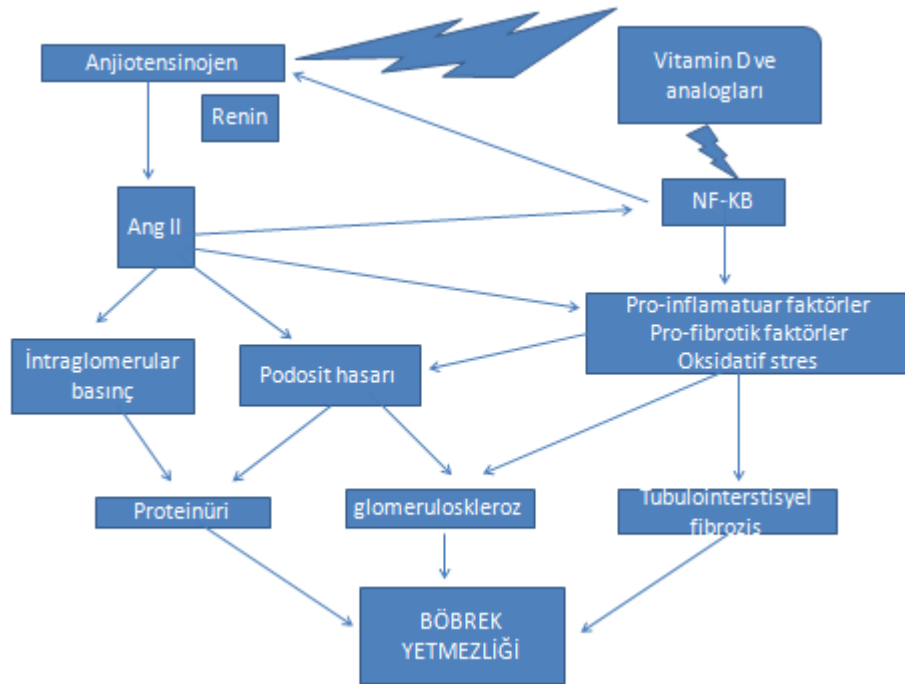 Anjiotensinojen
Vitamin D ve
analogları
Renin
NF-KB
Ang II
Pro-inflamatuar faktörler
Pro-fibrotik faktörler
Oksidatif stres
İntraglomerular
basınç
Podosit hasarı
Proteinüri
glomeruloskleroz
Tubulointerstisyel
fibrozis
BÖBREK
YETMEZLİĞİ